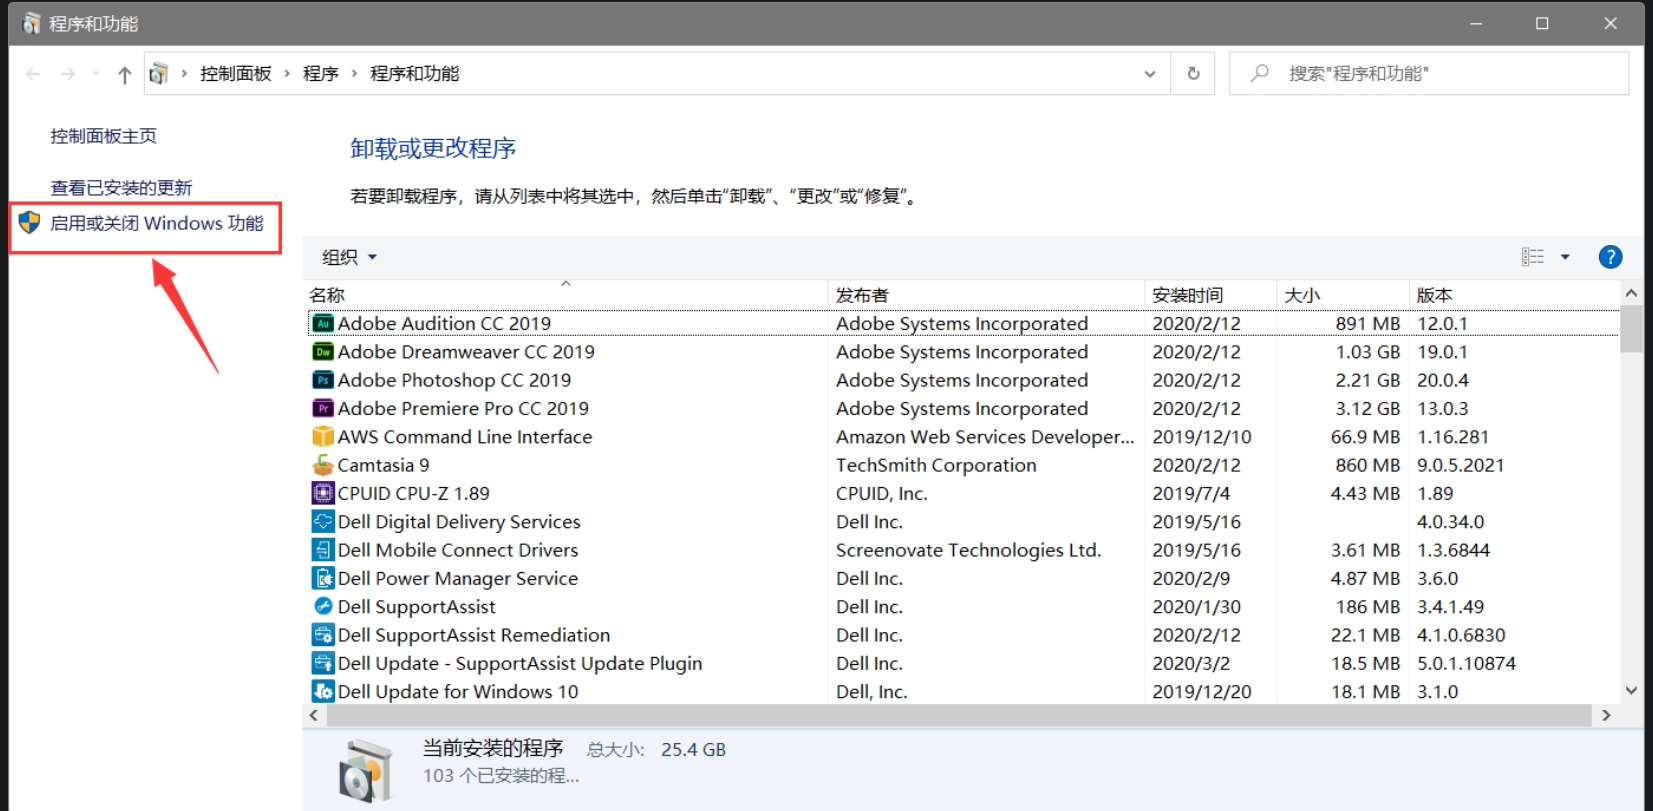 程序和功能
控制面板 › 程序 › 程序和功能
搜索"程序和功能"
控制面板主页
查看已安装的更新
启用或关闭 Windows 功能
卸载或更改程序
若要卸载程序，请从列表中将其选中，然后单击“卸载”、“更改”或“修复”。
组织
?
名称 发布者 安装时间 大小 版本
Au Adobe Audition CC 2019 Adobe Systems Incorporated 2020/2/12 891 MB 12.0.1
Dw Adobe Dreamweaver CC 2019 Adobe Systems Incorporated 2020/2/12 1.03 GB 19.0.1
Ps Adobe Photoshop CC 2019 Adobe Systems Incorporated 2020/2/12 2.21 GB 20.0.4
Pr Adobe Premiere Pro CC 2019 Adobe Systems Incorporated 2020/2/12 3.12 GB 13.0.3
AWS Command Line Interface Amazon Web Services Developer... 2019/12/10 66.9 MB 1.16.281
Camtasia 9 TechSmith Corporation 2020/2/12 860 MB 9.0.5.2021
CPUID CPU-Z 1.89 CPUID, Inc. 2019/7/4 4.43 MB 1.89
Dell Digital Delivery Services Dell Inc. 2019/5/16 4.0.34.0
Dell Mobile Connect Drivers Screenovate Technologies Ltd. 2019/5/16 3.61 MB 1.3.6844
Dell Power Manager Service Dell Inc. 2020/2/9 4.87 MB 3.6.0
Dell SupportAssist Dell Inc. 2020/1/30 186 MB 3.4.1.49
Dell SupportAssist Remediation Dell Inc. 2020/2/12 22.1 MB 4.1.0.6830
Dell Update - SupportAssist Update Plugin Dell Inc. 2020/3/2 18.5 MB 5.0.1.10874
Dell Update for Windows 10 Dell, Inc. 2019/12/20 18.1 MB 3.1.0
当前安装的程序 总大小: 25.4 GB
103 个已安装的程...